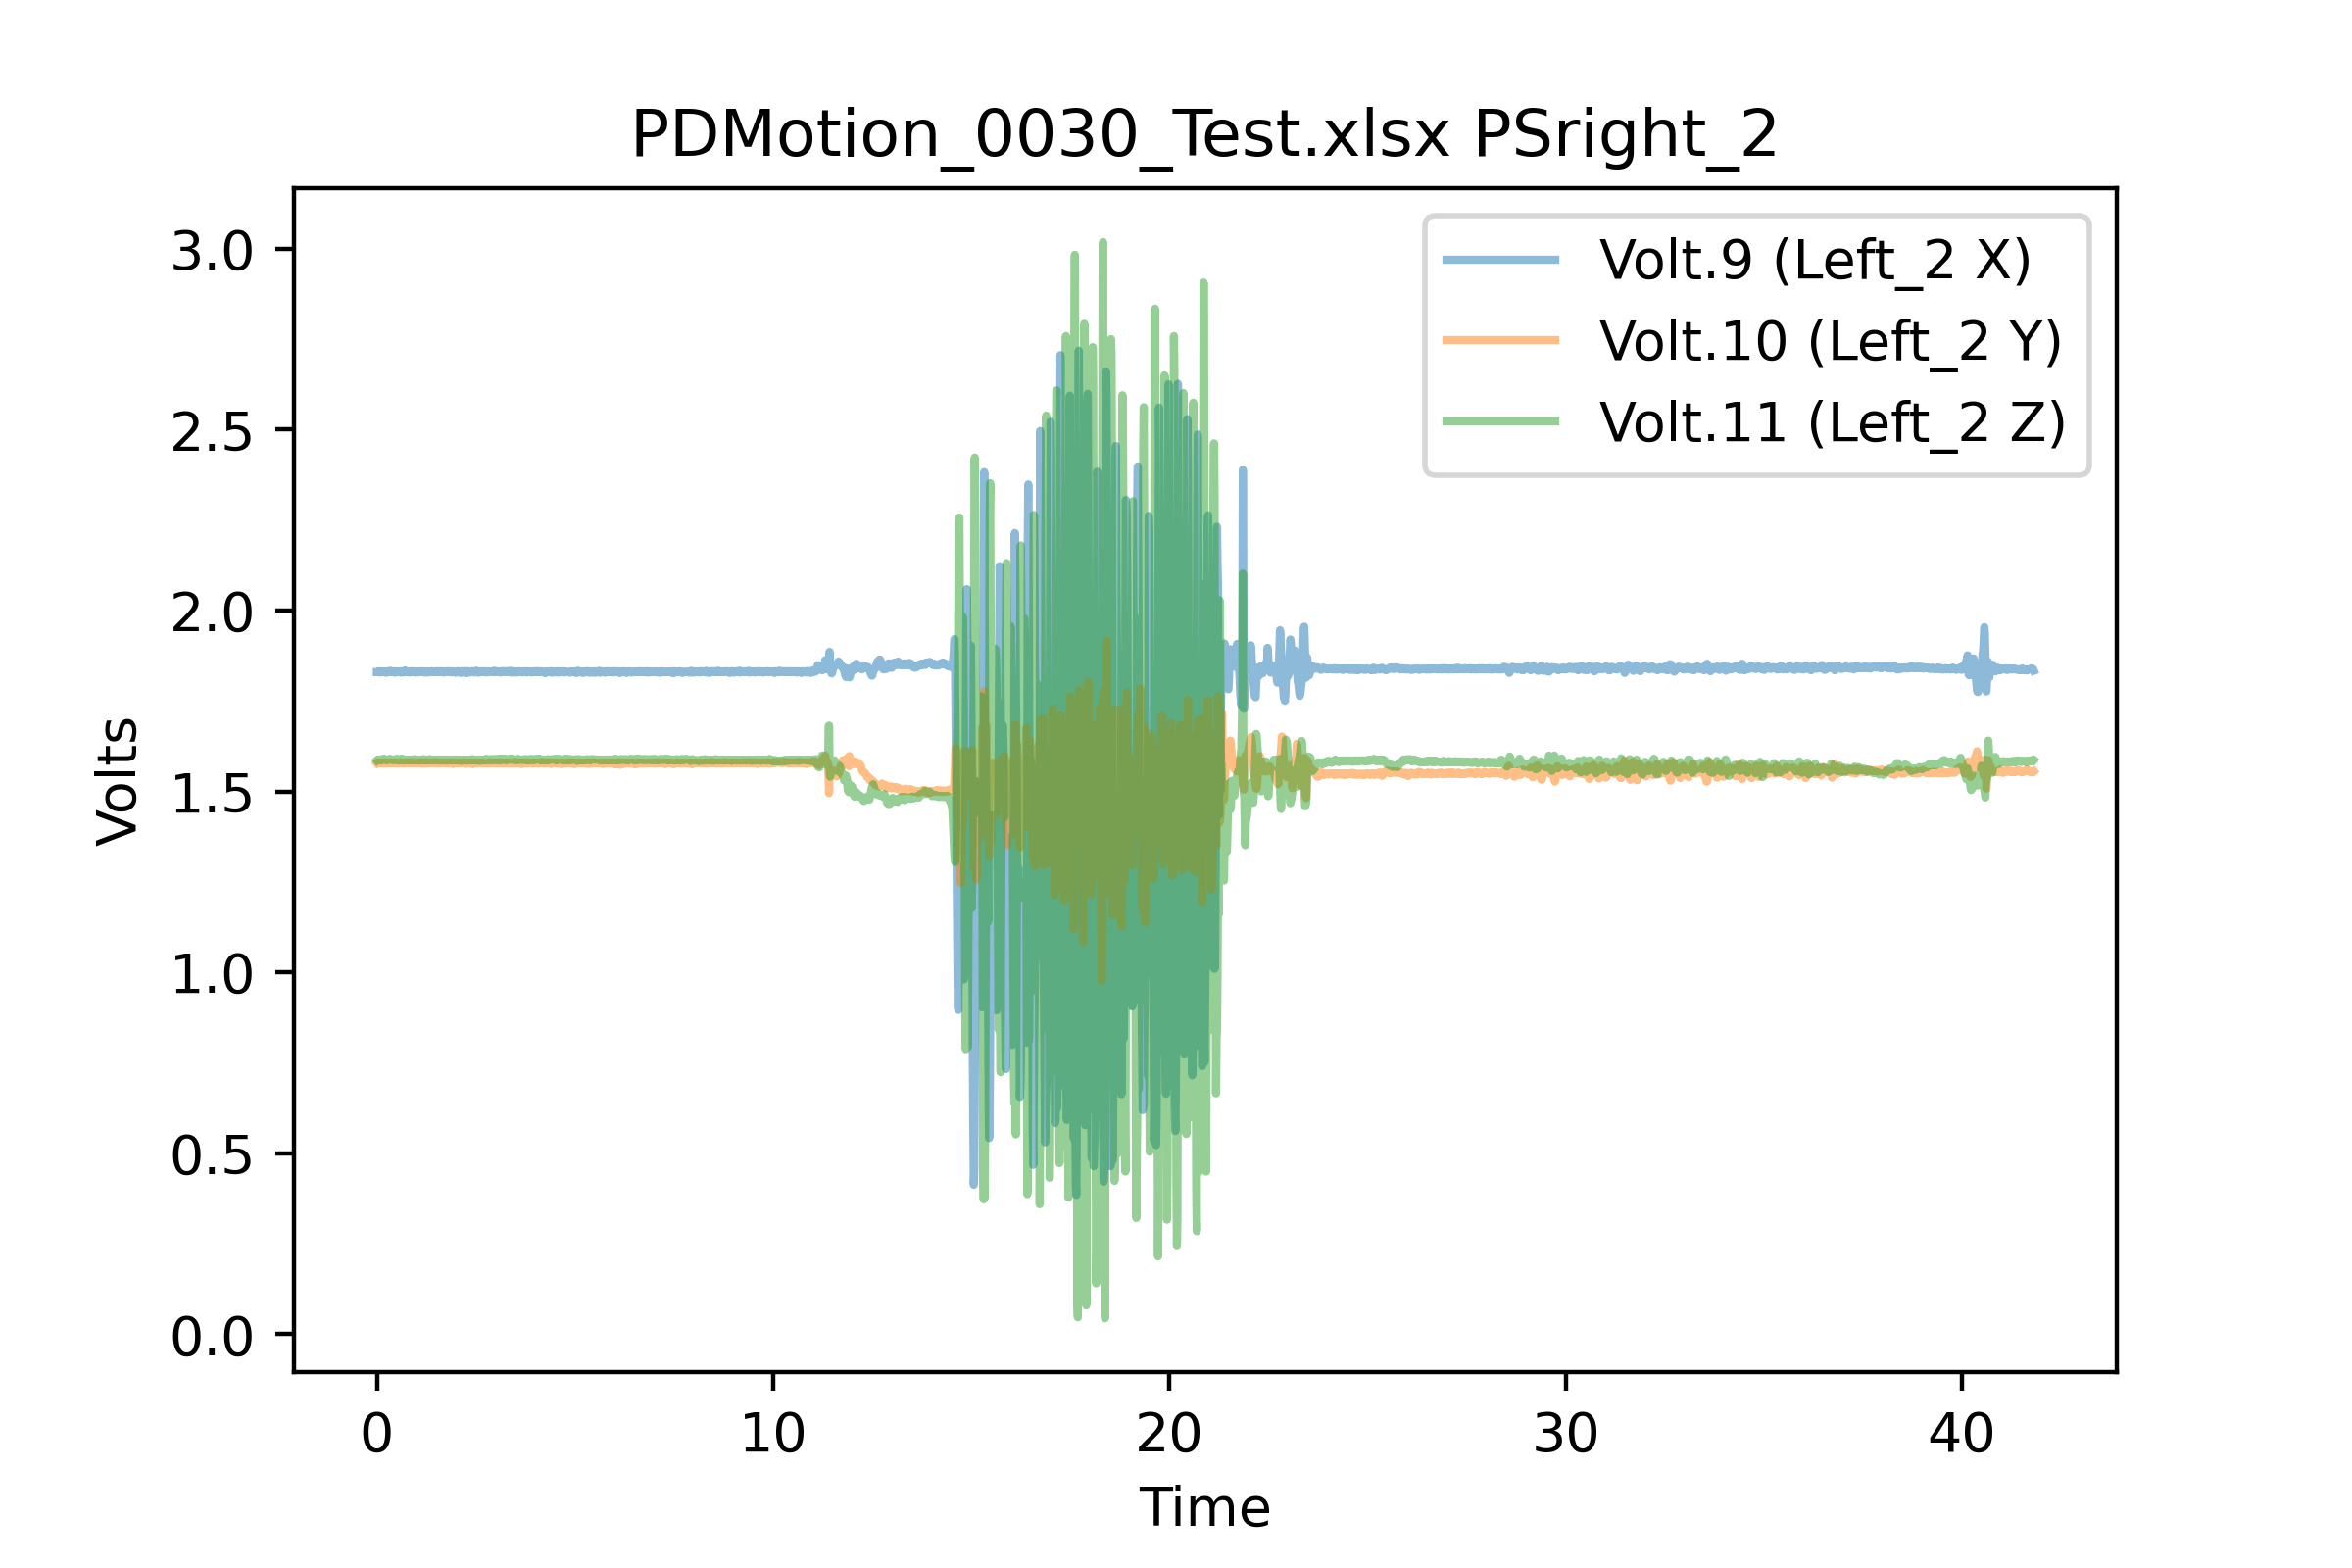 PDMotion_0030_Test.xlsx PSright_2
Volt.9 (Left_2 X)
Volt.10 (Left_2 Y)
Volt.11 (Left_2 Z)
3.0
2.5
2.0
1.5
1.0
0.5
0.0
Volts
0 10 20 30 40
Time